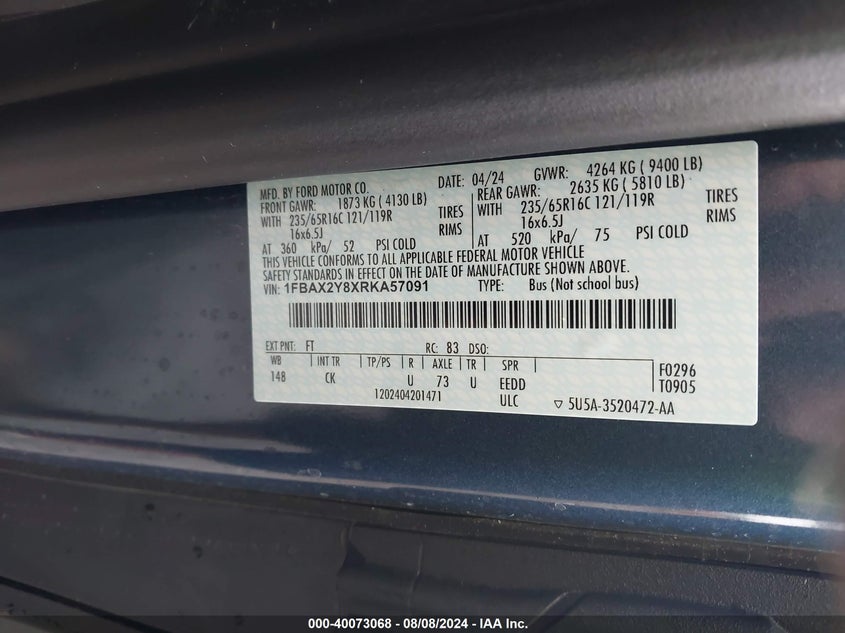 MFD. BY FORD MOTOR CO.
DATE: 04/24 GVWR: 4264 KG ( 9400 LB)
FRONT GAWR: 1873 KG ( 4130 LB)
REAR GAWR: 2635 KG ( 5810 LB)
WITH 235/65R16C 121/119R TIRES
16x6.5J RIMS
WITH 235/65R16C 121/119R TIRES
16x6.5J RIMS
AT 360 kPa/ 52 PSI COLD
AT 520 kPa/ 75 PSI COLD
THIS VEHICLE CONFORMS TO ALL APPLICABLE FEDERAL MOTOR VEHICLE
SAFETY STANDARDS IN EFFECT ON THE DATE OF MANUFACTURE SHOWN ABOVE.
VIN: 1FBAX2Y8XRKA57091 TYPE: Bus (Not school bus)
EXT PNT: FT RC: 83 DSO:
WB INT TR TP/PS R AXLE TR SPR
148 CK U 73 U EEDD
F0296
T0905
1202404201471 ULC ▽ 5U5A-3520472-AA
000-40073068 - 08/08/2024 - IAA Inc.